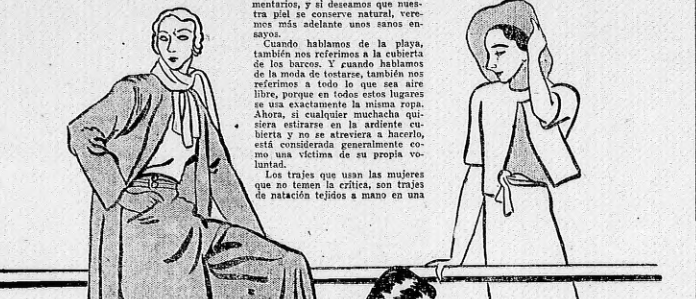 mentarios, y si deseamos que nues-
tra piel se conserve natural, vere-
mos más adelante unos sanos en-
sayos.
Cuando hablamos de la playa,
también nos referimos a la cubierta
de los barcos. Y cuando hablamos
de la moda de tostarse, también nos
referimos a todo lo que sea aire
libre, porque en todos estos lugares
se usa exactamente la misma ropa.
Ahora, si cualquier muchacha qui-
siera estirarse en la ardiente cu-
bierta y no se atreviera a hacerlo,
está considerada generalmente co-
mo una víctima de su propia vo-
luntad.
Los trajes que usan las mujeres
que no temen la crítica, son trajes
de natación tejidos a mano en una